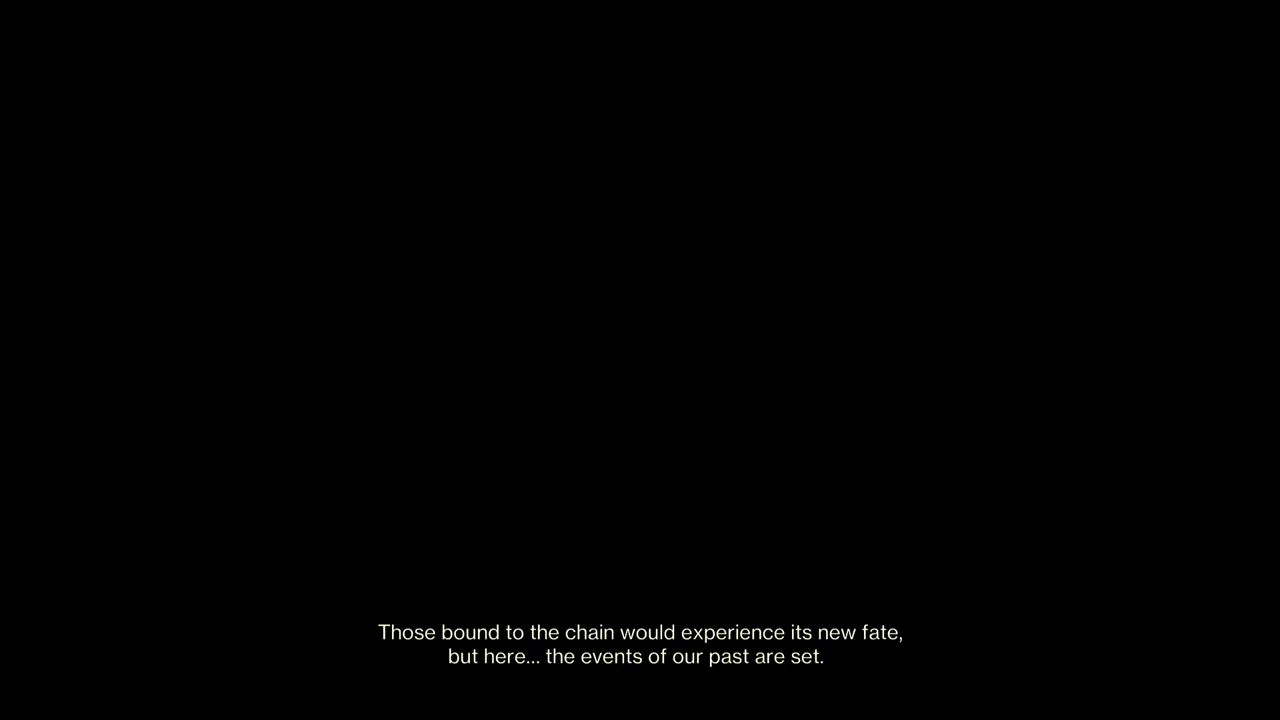 Those bound to the chain would experience its new fate,
but here... the events of our past are set.